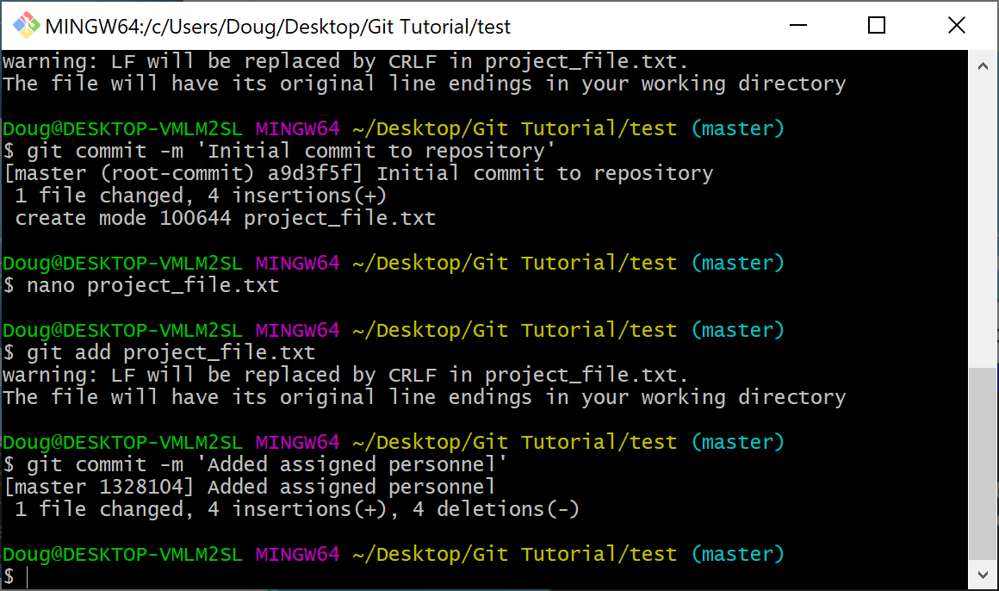 MINGW64:/c/Users/Doug/Desktop/Git Tutorial/test
warning: LF will be replaced by CRLF in project_file.txt.
The file will have its original line endings in your working directory
Doug@DESKTOP-VMLM2SL MINGW64 ~/Desktop/Git Tutorial/test (master)
$ git commit -m 'Initial commit to repository'
[master (root-commit) a9d3f5f] Initial commit to repository
 1 file changed, 4 insertions(+)
 create mode 100644 project_file.txt
Doug@DESKTOP-VMLM2SL MINGW64 ~/Desktop/Git Tutorial/test (master)
$ nano project_file.txt
Doug@DESKTOP-VMLM2SL MINGW64 ~/Desktop/Git Tutorial/test (master)
$ git add project_file.txt
warning: LF will be replaced by CRLF in project_file.txt.
The file will have its original line endings in your working directory
Doug@DESKTOP-VMLM2SL MINGW64 ~/Desktop/Git Tutorial/test (master)
$ git commit -m 'Added assigned personnel'
[master 1328104] Added assigned personnel
 1 file changed, 4 insertions(+), 4 deletions(-)
Doug@DESKTOP-VMLM2SL MINGW64 ~/Desktop/Git Tutorial/test (master)
$